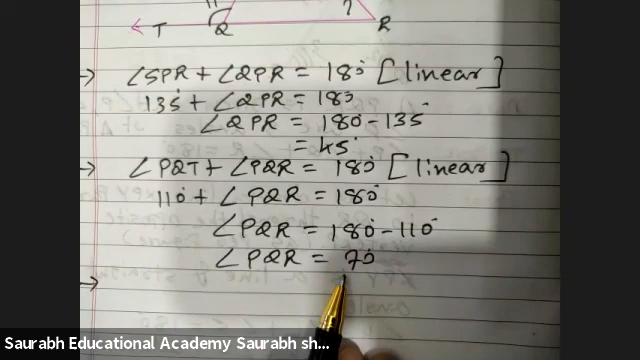 11
T Q R
→ ∠SPR + ∠QPR = 180° [linear]
135° + ∠QPR = 180
∠QPR = 180° - 135°
= 45°
→ ∠PQT + ∠PQR = 180° [linear]
110° + ∠PQR = 180°
∠PQR = 180° - 110°
∠PQR = 70°
→
Saurabh Educational Academy Saurabh sh...